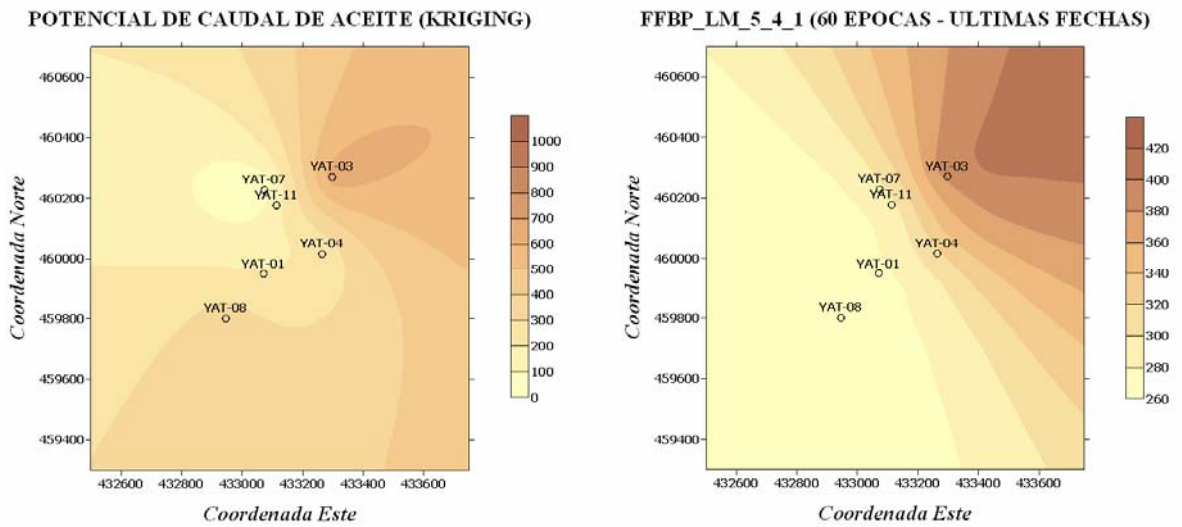 POTENCIAL DE CAUDAL DE ACEITE (KRIGING)
460600
460400
460200
460000
459800
459600
459400
Coordenada Norte
YAT-03
YAT-07
YAT-11
YAT-04
YAT-01
YAT-08
432600 432800 433000 433200 433400 433600
Coordenada Este
1000
900
800
700
600
500
400
300
200
100
0
FFBP_LM_5_4_1 (60 EPOCAS - ULTIMAS FECHAS)
460600
460400
460200
460000
459800
459600
459400
Coordenada Norte
YAT-03
YAT-07
YAT-11
YAT-04
YAT-01
YAT-08
432600 432800 433000 433200 433400 433600
Coordenada Este
420
400
380
360
340
320
300
280
260